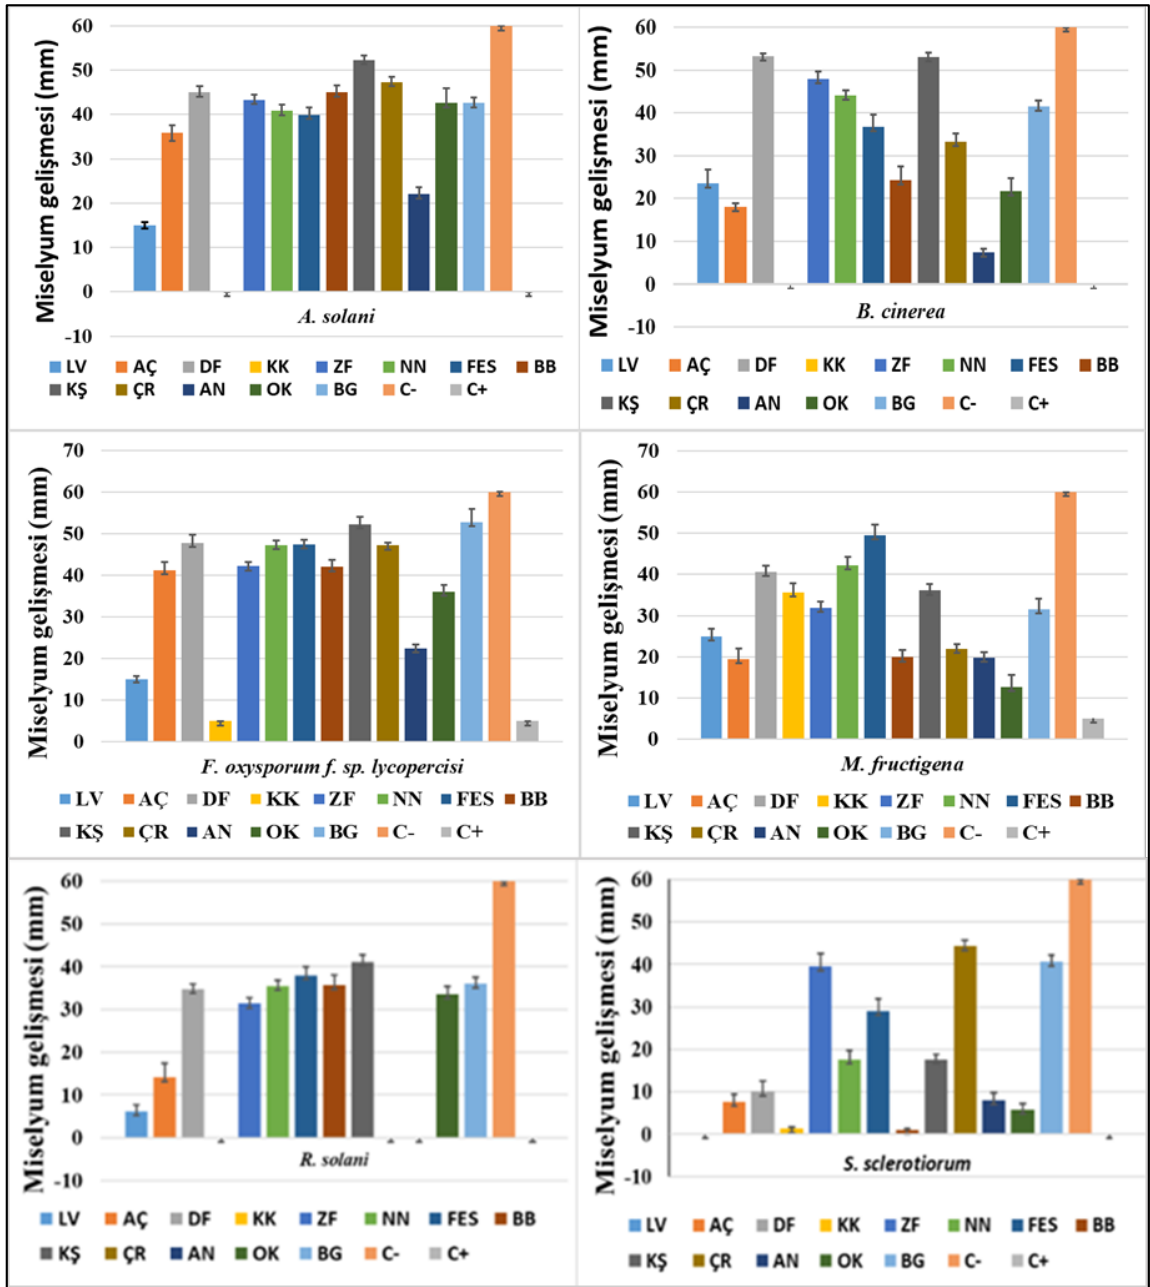 Miselyum gelişmesi (mm)
60
50
40
30
20
10
0
-10
A. solani
LV AÇ DF KK ZF NN FES BB
KŞ ÇR AN OK BG C- C+
Miselyum gelişmesi (mm)
60
50
40
30
20
10
0
-10
B. cinerea
LV AÇ DF KK ZF NN FES BB
KŞ ÇR AN OK BG C- C+
Miselyum gelişmesi (mm)
70
60
50
40
30
20
10
0
F. oxysporum f. sp. lycopercisi
LV AÇ DF KK ZF NN FES BB
KŞ ÇR AN OK BG C- C+
Miselyum gelişmesi (mm)
70
60
50
40
30
20
10
0
M. fructigena
LV AÇ DF KK ZF NN FES BB
KŞ ÇR AN OK BG C- C+
Miselyum gelişmesi (mm)
60
50
40
30
20
10
0
-10
R. solani
LV AÇ DF KK ZF NN FES BB
KŞ ÇR AN OK BG C- C+
Miselyum gelişmesi (mm)
60
50
40
30
20
10
0
-10
S. sclerotiorum
LV AÇ DF KK ZF NN FES BB
KŞ ÇR AN OK BG C- C+